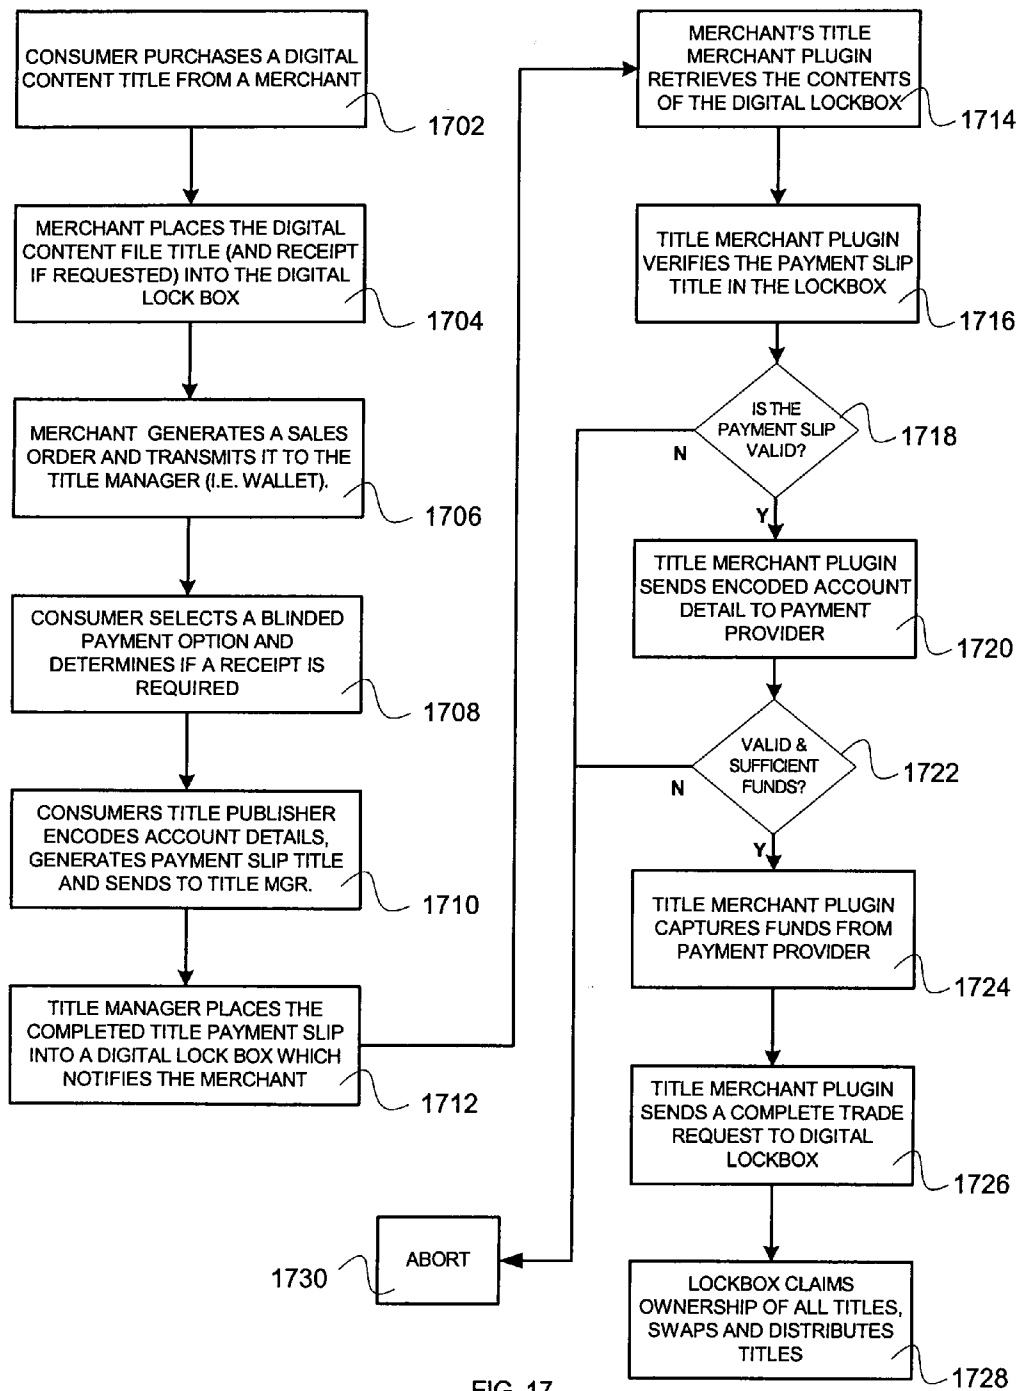 CONSUMER PURCHASES A DIGITAL
CONTENT TITLE FROM A MERCHANT
1702
MERCHANT PLACES THE DIGITAL
CONTENT FILE TITLE (AND RECEIPT
IF REQUESTED) INTO THE DIGITAL
LOCK BOX
1704
MERCHANT GENERATES A SALES
ORDER AND TRANSMITS IT TO THE
TITLE MANAGER (I.E. WALLET).
1706
CONSUMER SELECTS A BLINDED
PAYMENT OPTION AND
DETERMINES IF A RECEIPT IS
REQUIRED
1708
CONSUMERS TITLE PUBLISHER
ENCODES ACCOUNT DETAILS,
GENERATES PAYMENT SLIP TITLE
AND SENDS TO TITLE MGR.
1710
TITLE MANAGER PLACES THE
COMPLETED TITLE PAYMENT SLIP
INTO A DIGITAL LOCK BOX WHICH
NOTIFIES THE MERCHANT
1712
MERCHANT'S TITLE
MERCHANT PLUGIN
RETRIEVES THE CONTENTS
OF THE DIGITAL LOCKBOX
1714
TITLE MERCHANT PLUGIN
VERIFIES THE PAYMENT SLIP
TITLE IN THE LOCKBOX
1716
IS THE
PAYMENT SLIP
VALID?
1718
N
Y
TITLE MERCHANT PLUGIN
SENDS ENCODED ACCOUNT
DETAIL TO PAYMENT
PROVIDER
1720
VALID &
SUFFICIENT
FUNDS?
1722
N
Y
TITLE MERCHANT PLUGIN
CAPTURES FUNDS FROM
PAYMENT PROVIDER
1724
TITLE MERCHANT PLUGIN
SENDS A COMPLETE TRADE
REQUEST TO DIGITAL
LOCKBOX
1726
ABORT
1730
LOCKBOX CLAIMS
OWNERSHIP OF ALL TITLES,
SWAPS AND DISTRIBUTES
TITLES
1728
FIG. 17